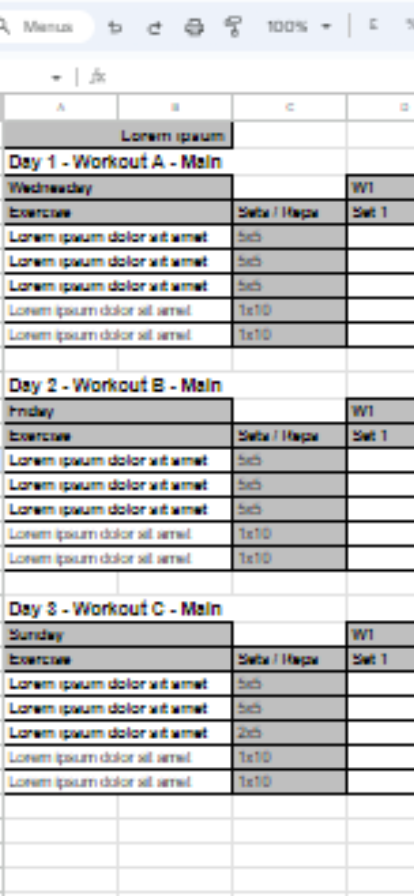 Menus 100% £ %
fx
A B C D
Lorem ipsum
Day 1 - Workout A - Main
Wednesday W1
Exercise Sets / Reps Set 1
Lorem ipsum dolor sit amet 5x5
Lorem ipsum dolor sit amet 5x5
Lorem ipsum dolor sit amet 5x5
Lorem ipsum dolor sit amet 1x10
Lorem ipsum dolor sit amet 1x10
Day 2 - Workout B - Main
Friday W1
Exercise Sets / Reps Set 1
Lorem ipsum dolor sit amet 5x5
Lorem ipsum dolor sit amet 5x5
Lorem ipsum dolor sit amet 5x5
Lorem ipsum dolor sit amet 1x10
Lorem ipsum dolor sit amet 1x10
Day 3 - Workout C - Main
Sunday W1
Exercise Sets / Reps Set 1
Lorem ipsum dolor sit amet 5x5
Lorem ipsum dolor sit amet 5x5
Lorem ipsum dolor sit amet 2x5
Lorem ipsum dolor sit amet 1x10
Lorem ipsum dolor sit amet 1x10